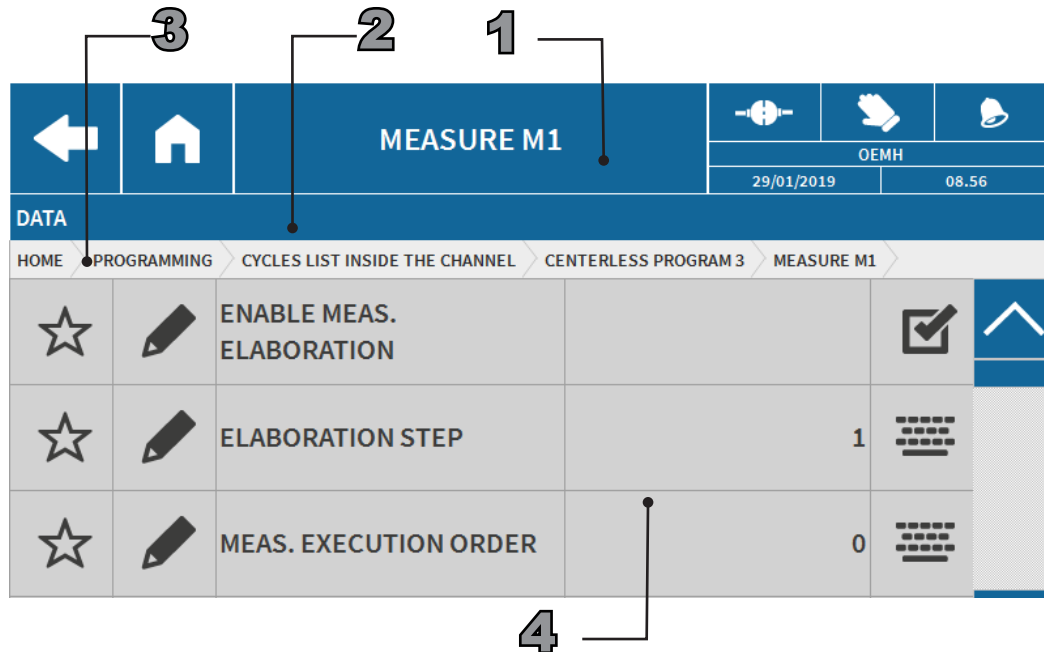 3 2 1
MEASURE M1
OEMH
29/01/2019 08.56
DATA
HOME PROGRAMMING CYCLES LIST INSIDE THE CHANNEL CENTERLESS PROGRAM 3 MEASURE M1
ENABLE MEAS.
ELABORATION
ELABORATION STEP 1
MEAS. EXECUTION ORDER 0
4